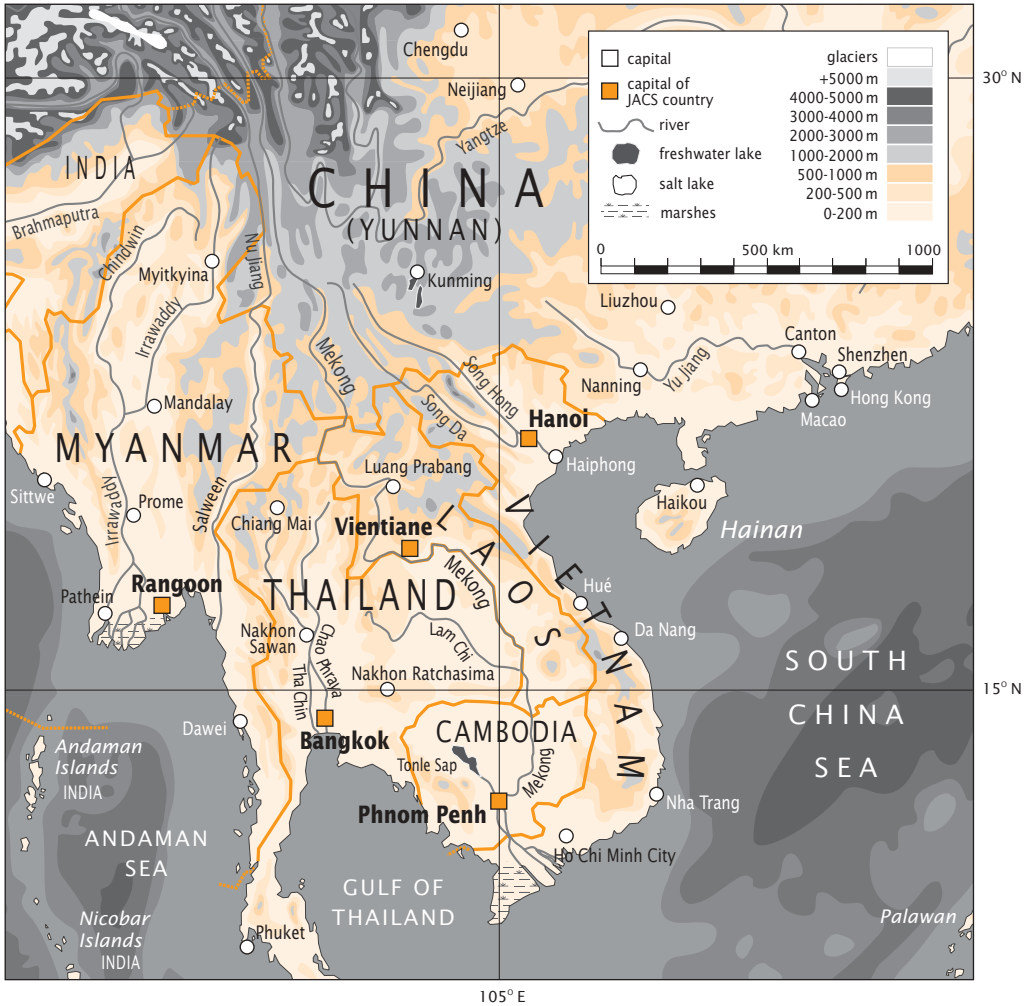 Chengdu
Neijiang
Yangtze
capital
capital of
JACS country
river
freshwater lake
salt lake
marshes
glaciers
+5000 m
4000-5000 m
3000-4000 m
2000-3000 m
1000-2000 m
500-1000 m
200-500 m
0-200 m
0
500 km
1000
30° N
INDIA
CHINA
(YUNNAN)
Brahmaputra
Chindwin
Myitkyina
Nu jiang
Kunming
Irrawaddy
Liuzhou
Canton
Shenzhen
Hong Kong
Macao
Nanning
Yu Jiang
Mekong
Song Hong
Song Da
Hanoi
Haiphong
Mandalay
MYANMAR
Sittwe
Prome
Irrawaddy
Salween
Luang Prabang
Chiang Mai
Vientiane
LAOS
VIETNAM
Haikou
Hainan
Rangoon
Pathein
THAILAND
Mekong
Hué
Da Nang
Nakhon
Sawan
Chao Phraya
Tha Chin
Lam Chi
Nakhon Ratchasima
SOUTH
CHINA
SEA
15° N
Dawei
Bangkok
CAMBODIA
Tonle Sap
Mekong
Andaman
Islands
INDIA
Phnom Penh
Nha Trang
Ho Chi Minh City
ANDAMAN
SEA
GULF OF
THAILAND
Nicobar
Islands
INDIA
Phuket
Palawan
105° E